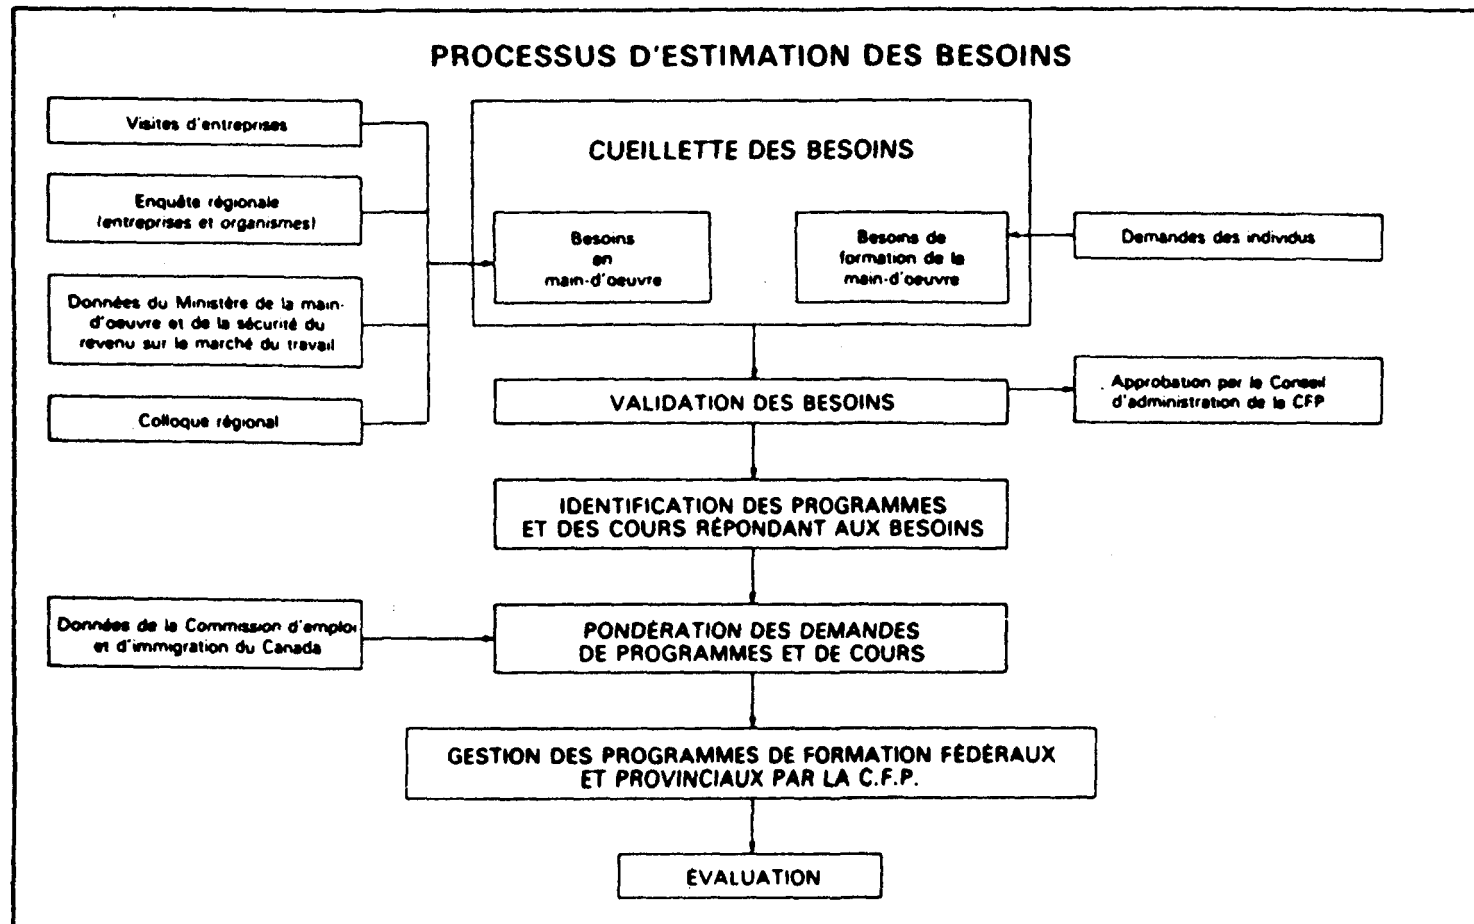 PROCESSUS D'ESTIMATION DES BESOINS
Visites d'entreprises
Enquête régionale
(entreprises et organismes)
Données du Ministère de la main-
d'oeuvre et de la sécurité du
revenu sur le marché du travail
Colloque régional
CUEILLETTE DES BESOINS
Besoins
en
main-d'oeuvre
Besoins de
formation de la
main-d'oeuvre
Demandes des individus
VALIDATION DES BESOINS
Approbation par le Conseil
d'administration de la CFP
IDENTIFICATION DES PROGRAMMES
ET DES COURS RÉPONDANT AUX BESOINS
Données de la Commission d'emploi
et d'immigration du Canada
PONDÉRATION DES DEMANDES
DE PROGRAMMES ET DE COURS
GESTION DES PROGRAMMES DE FORMATION FÉDÉRAUX
ET PROVINCIAUX PAR LA C.F.P.
ÉVALUATION